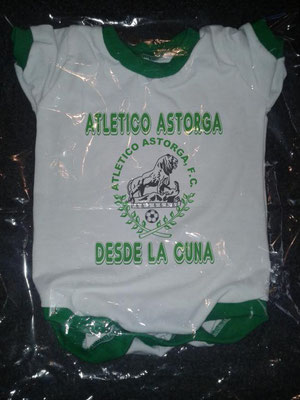 ATLETICO ASTORGA
ATLETICO ASTORGA, F.C.
DESDE LA CUNA